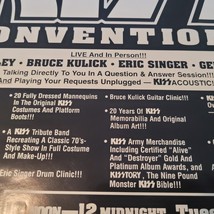 CONVENTION
LIVE And In Person!!!
LEY • BRUCE KULICK • ERIC SINGER • GE
Talking Directly To You In A Question & Answer Session!!!
And Playing Your Requests Unplugged — KISS ACOUSTIC
• 20 Fully Dressed Mannequins
In The Original KISS
Costumes And
Platform Boots!!!
• A KISS Tribute Band
Recreating A Classic 70's-
Style Show In Full Costume
And Make-Up!!!
Eric Singer Drum Clinic!!!
• Bruce Kulick Guitar Clinic!!!
• 20 Years Of KISS
Memorabilia And Original
Album Art!!!
• KISS Army Merchandise
Including Certified "Alive"
And "Destroyer" Gold And
Platinum Album Awards, and
KISSTORY, The Nine Pound
Monster KISS Bible!!!
12 MIDNIGHT, TUES